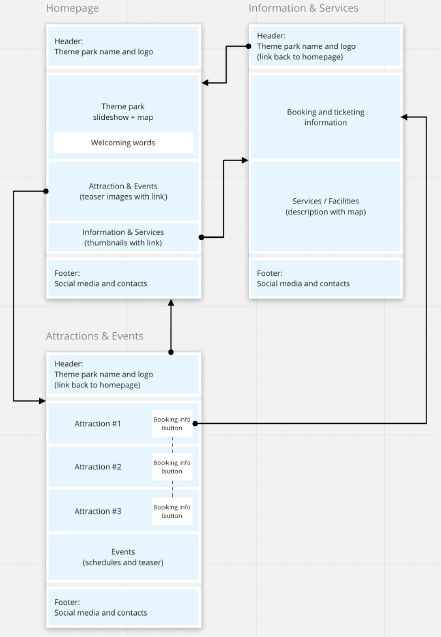 Homepage
Header:
Theme park name and logo
Theme park
slideshow + map
Welcoming words
Attraction & Events
(teaser images with link)
Information & Services
(thumbnails with link)
Footer:
Social media and contacts
Information & Services
Header:
Theme park name and logo
(link back to homepage)
Booking and ticketing
information
Services / Facilities
(description with map)
Footer:
Social media and contacts
Attractions & Events
Header:
Theme park name and logo
(link back to homepage)
Attraction #1
Booking info
button
Attraction #2
Booking info
button
Attraction #3
Booking info
button
Events
(schedules and teaser)
Footer:
Social media and contacts